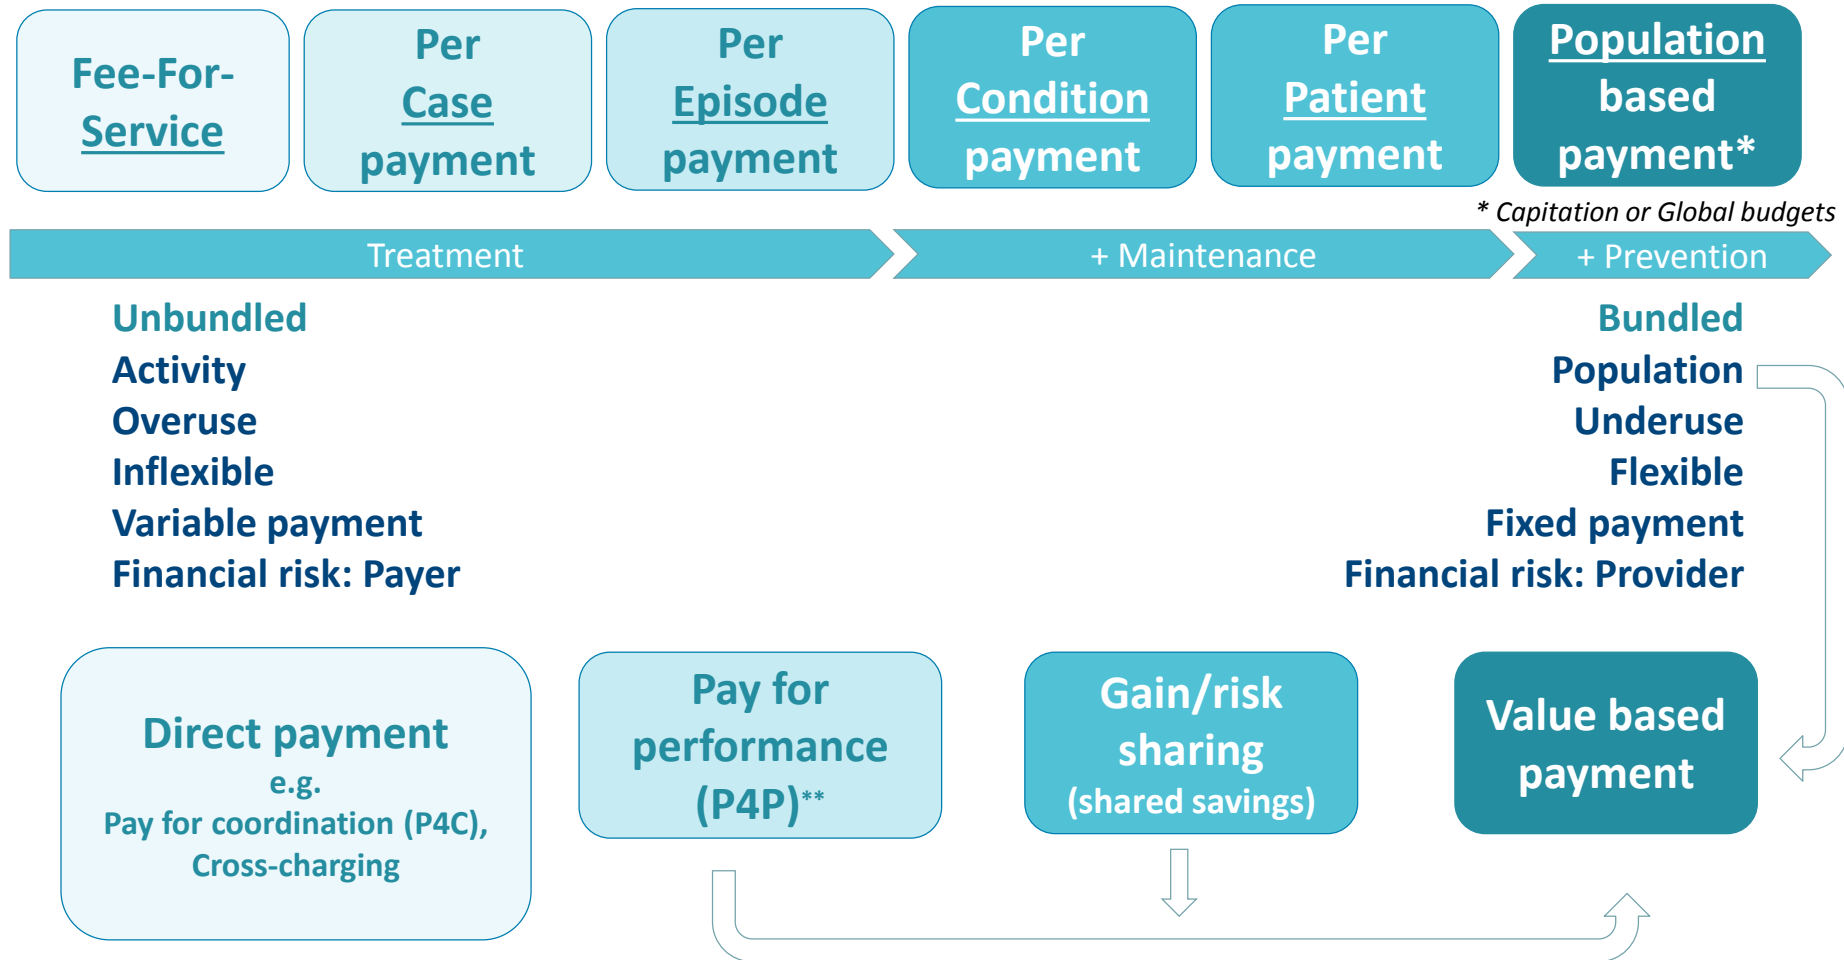 Fee-For-
Service
Per
Case
payment
Per
Episode
payment
Per
Condition
payment
Per
Patient
payment
Population
based
payment*
* Capitation or Global budgets
Treatment
+ Maintenance
+ Prevention
Unbundled
Activity
Overuse
Inflexible
Variable payment
Financial risk: Payer
Bundled
Population
Underuse
Flexible
Fixed payment
Financial risk: Provider
Direct payment
e.g.
Pay for coordination (P4C),
Cross-charging
Pay for
performance
(P4P)**
Gain/risk
sharing
(shared savings)
Value based
payment